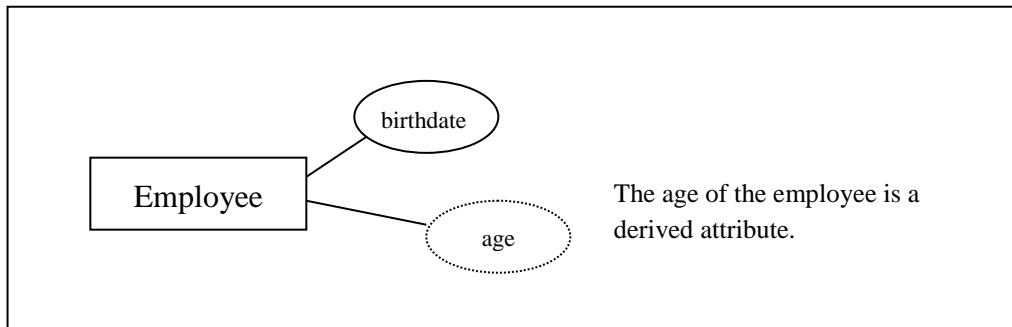 birthdate
Employee
age
The age of the employee is a
derived attribute.